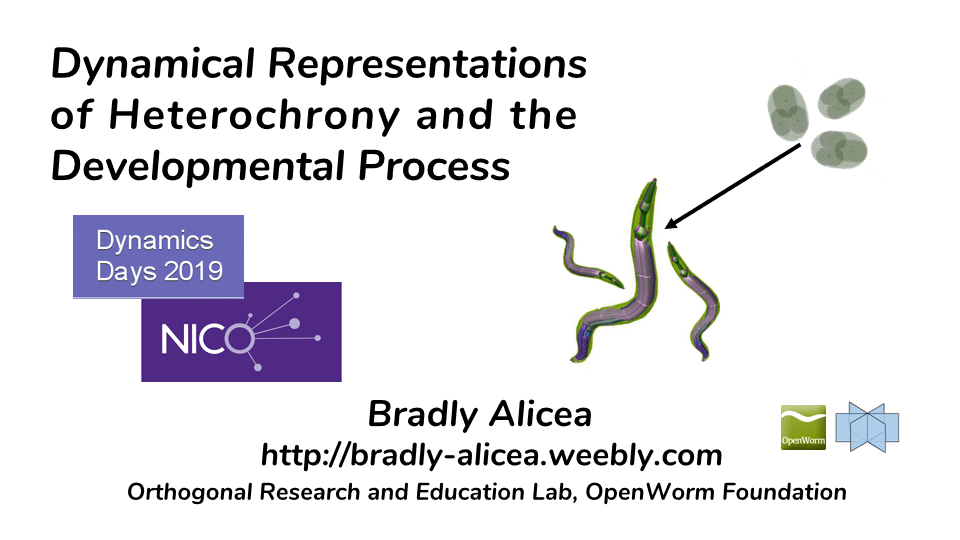 Dynamical Representations
of Heterochrony and the
Developmental Process
Dynamics
Days 2019
NICO
Bradly Alicea
http://bradly-alicea.weebly.com
Orthogonal Research and Education Lab, OpenWorm Foundation
OpenWorm